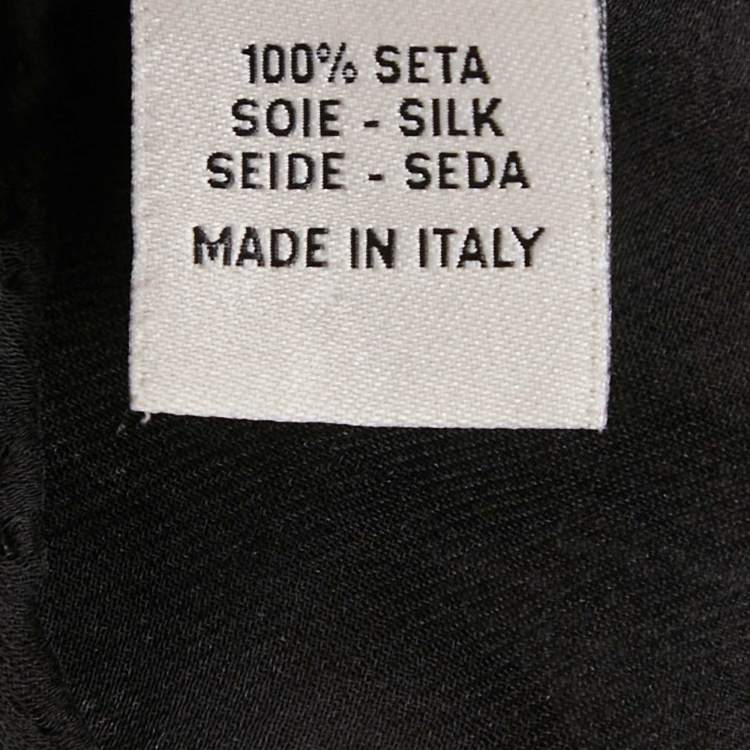 100% SETA
SOIE - SILK
SEIDE - SEDA
MADE IN ITALY